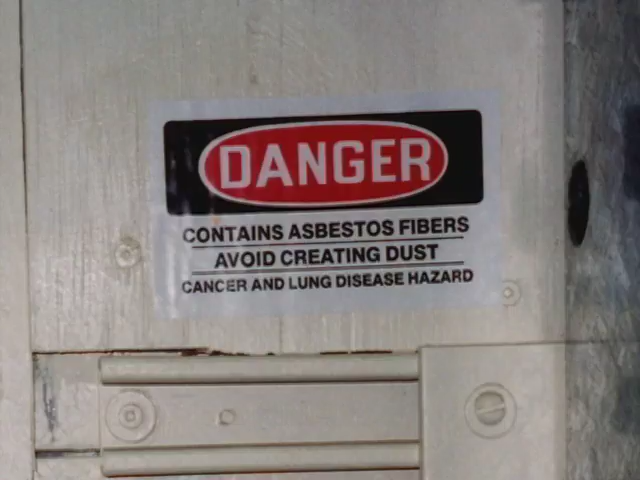 DANGER
CONTAINS ASBESTOS FIBERS
AVOID CREATING DUST
CANCER AND LUNG DISEASE HAZARD